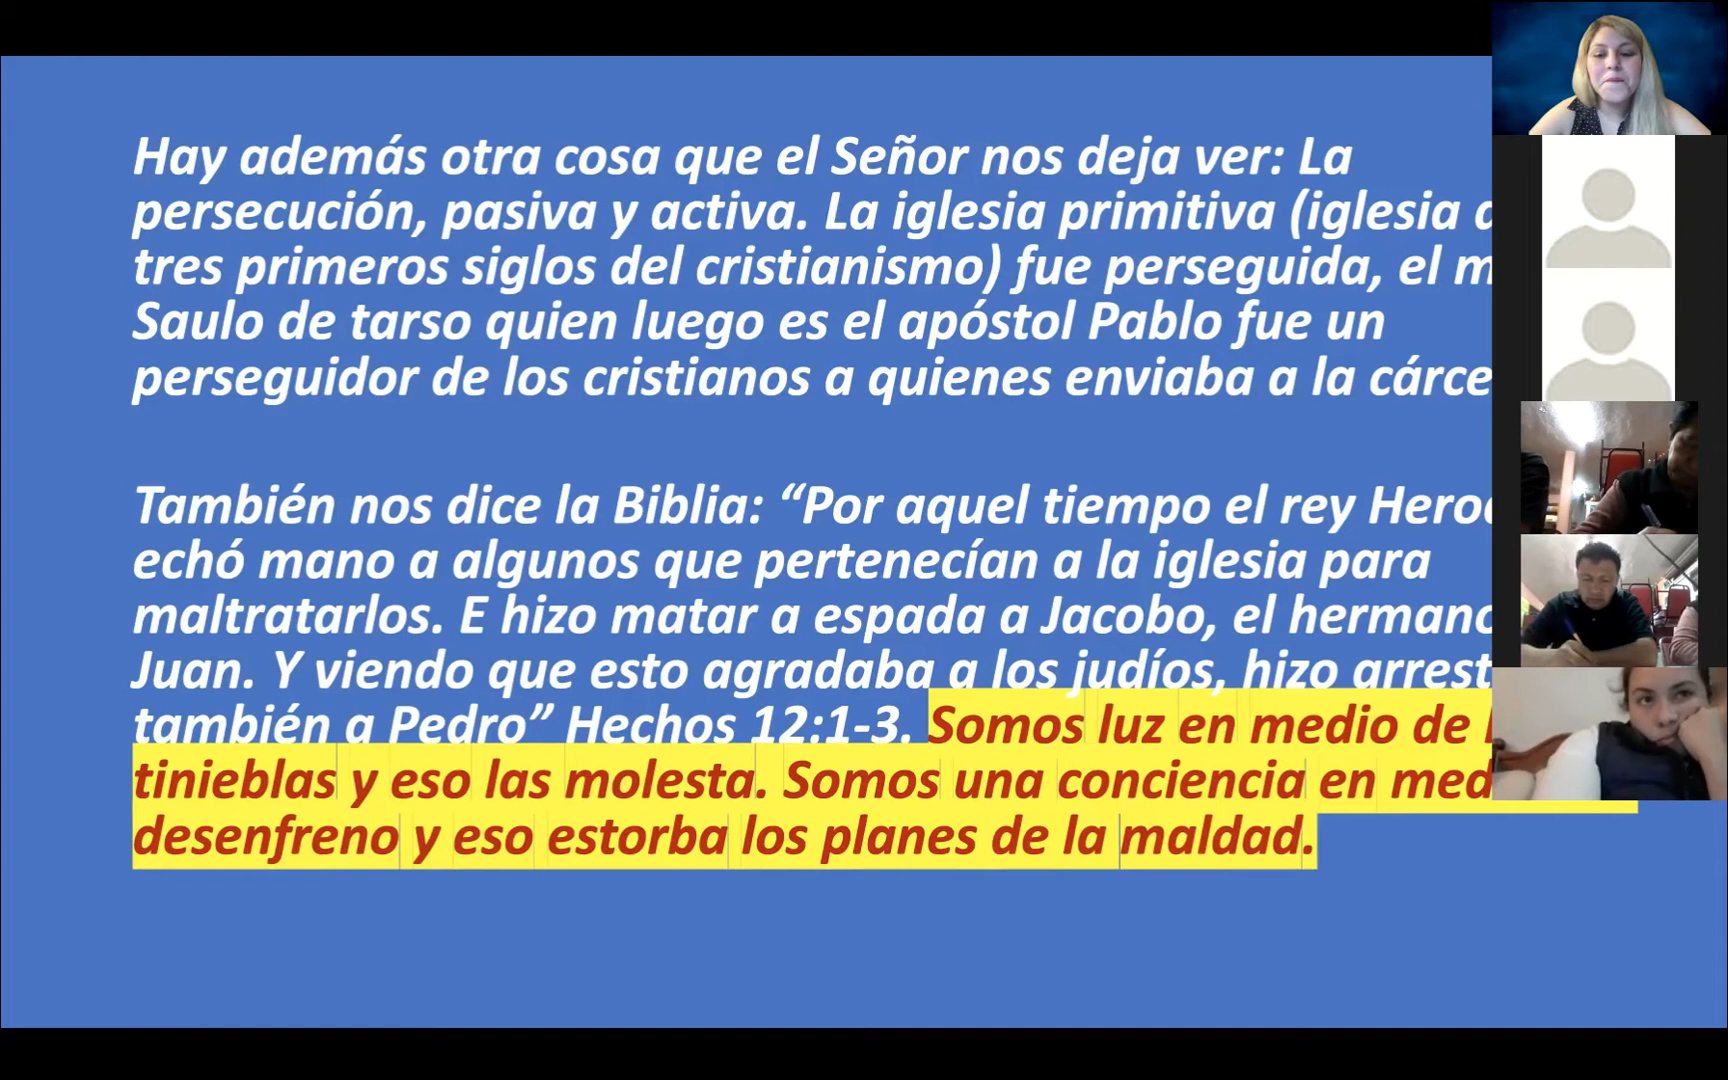 Hay además otra cosa que el Señor nos deja ver: La
persecución, pasiva y activa. La iglesia primitiva (iglesia
tres primeros siglos del cristianismo) fue perseguida, el
Saulo de tarso quien luego es el apóstol Pablo fue un
perseguidor de los cristianos a quienes enviaba a la
También nos dice la Biblia: “Por aquel tiempo el rey
echó mano a algunos que pertenecían a la iglesia para
maltratarlos. E hizo matar a espada a Jacobo, el
Juan. Y viendo que esto agradaba a los judíos, hizo
también a Pedro” Hechos 12:1-3. Somos luz en medio de
tinieblas y eso las molesta. Somos una conciencia en
desenfreno y eso estorba los planes de la maldad.